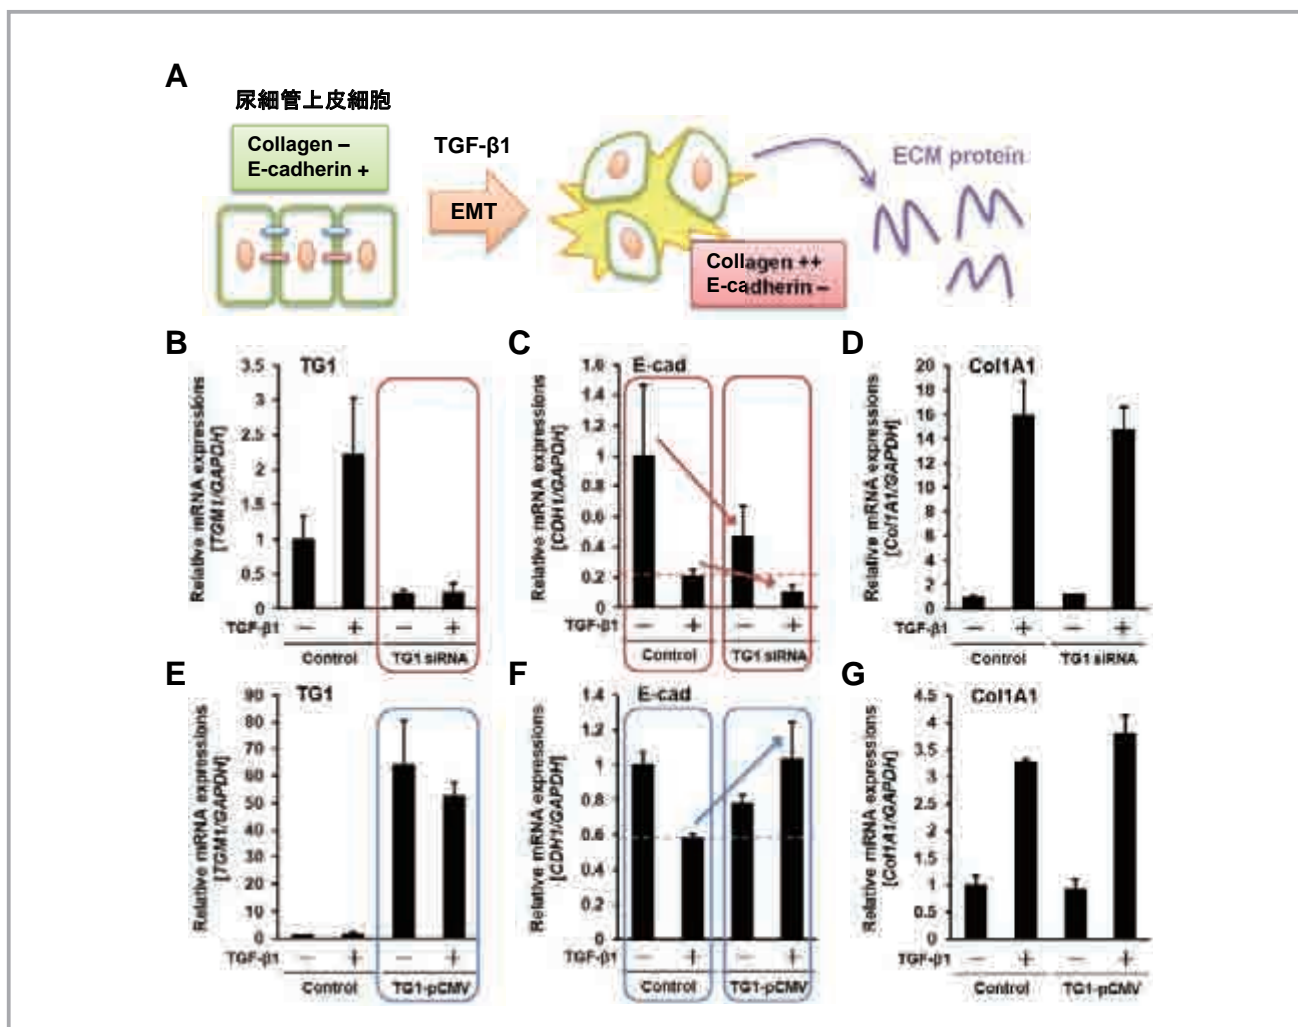 A
尿細管上皮細胞
Collagen –
E-cadherin +
TGF-β1
EMT
ECM protein
Collagen ++
E-cadherin –
B
TG1
Relative mRNA expressions
[TGM1/GAPDH]
3.5
3
2.5
2
1.5
1
0.5
0
TGF-β1 – + – +
Control TG1 siRNA
C
E-cad
Relative mRNA expressions
[CDH1/GAPDH]
1.6
1.4
1.2
1
0.8
0.6
0.4
0.2
0
TGF-β1 – + – +
Control TG1 siRNA
D
Col1A1
Relative mRNA expressions
[Col1A1/GAPDH]
20
18
16
14
12
10
8
6
4
2
0
TGF-β1 – + – +
Control TG1 siRNA
E
TG1
Relative mRNA expressions
[TGM1/GAPDH]
90
80
70
60
50
40
30
20
10
0
TGF-β1 – + – +
Control TG1-pCMV
F
E-cad
Relative mRNA expressions
[CDH1/GAPDH]
1.4
1.2
1
0.8
0.6
0.4
0.2
0
TGF-β1 – + – +
Control TG1-pCMV
G
Col1A1
Relative mRNA expressions
[Col1A1/GAPDH]
4.5
4
3.5
3
2.5
2
1.5
1
0.5
0
TGF-β1 – + – +
Control TG1-pCMV